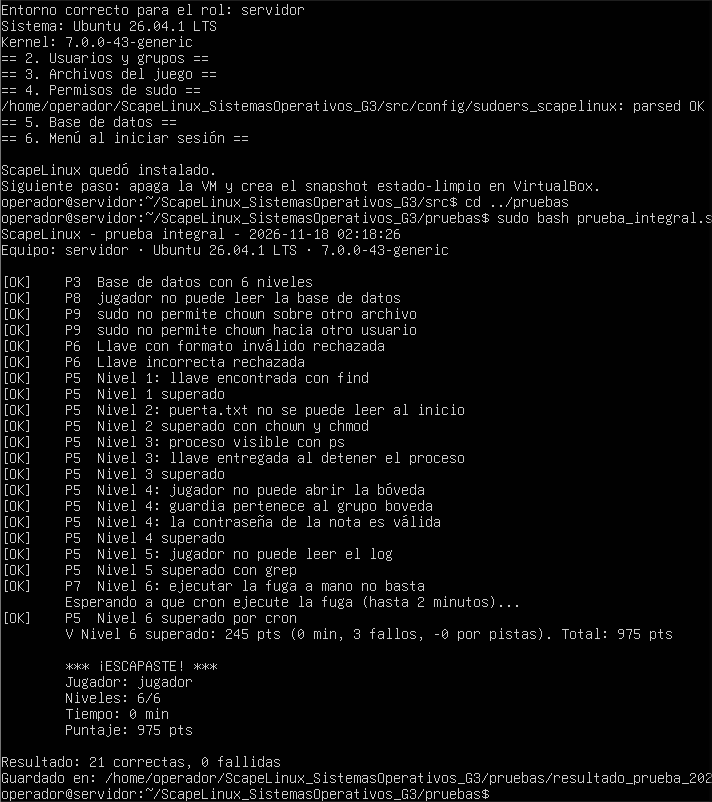 Entorno correcto para el rol: servidor
Sistema: Ubuntu 26.04.1 LTS
Kernel: 7.0.0-43-generic
== 2. Usuarios y grupos ==
== 3. Archivos del juego ==
== 4. Permisos de sudo ==
/home/operador/ScapeLinux_SistemasOperativos_G3/src/config/sudoers_scapelinux: parsed OK
== 5. Base de datos ==
== 6. Menú al iniciar sesión ==
ScapeLinux quedó instalado.
Siguiente paso: apaga la VM y crea el snapshot estado-limpio en VirtualBox.
operador@servidor:~/ScapeLinux_SistemasOperativos_G3/src$ cd ../pruebas
operador@servidor:~/ScapeLinux_SistemasOperativos_G3/pruebas$ sudo bash prueba_integral.s
ScapeLinux - prueba integral - 2026-11-18 02:18:26
Equipo: servidor · Ubuntu 26.04.1 LTS · 7.0.0-43-generic
[OK] P3 Base de datos con 6 niveles
[OK] P8 jugador no puede leer la base de datos
[OK] P9 sudo no permite chown sobre otro archivo
[OK] P9 sudo no permite chown hacia otro usuario
[OK] P6 Llave con formato inválido rechazada
[OK] P6 Llave incorrecta rechazada
[OK] P5 Nivel 1: llave encontrada con find
[OK] P5 Nivel 1 superado
[OK] P5 Nivel 2: puerta.txt no se puede leer al inicio
[OK] P5 Nivel 2 superado con chown y chmod
[OK] P5 Nivel 3: proceso visible con ps
[OK] P5 Nivel 3: llave entregada al detener el proceso
[OK] P5 Nivel 3 superado
[OK] P5 Nivel 4: jugador no puede abrir la bóveda
[OK] P5 Nivel 4: guardia pertenece al grupo boveda
[OK] P5 Nivel 4: la contraseña de la nota es válida
[OK] P5 Nivel 4 superado
[OK] P5 Nivel 5: jugador no puede leer el log
[OK] P5 Nivel 5 superado con grep
[OK] P7 Nivel 6: ejecutar la fuga a mano no basta
Esperando a que cron ejecute la fuga (hasta 2 minutos)...
[OK] P5 Nivel 6 superado por cron
V Nivel 6 superado: 245 pts (0 min, 3 fallos, -0 por pistas). Total: 975 pts
*** ¡ESCAPASTE! ***
Jugador: jugador
Niveles: 6/6
Tiempo: 0 min
Puntaje: 975 pts
Resultado: 21 correctas, 0 fallidas
Guardado en: /home/operador/ScapeLinux_SistemasOperativos_G3/pruebas/resultado_prueba_202
operador@servidor:~/ScapeLinux_SistemasOperativos_G3/pruebas$